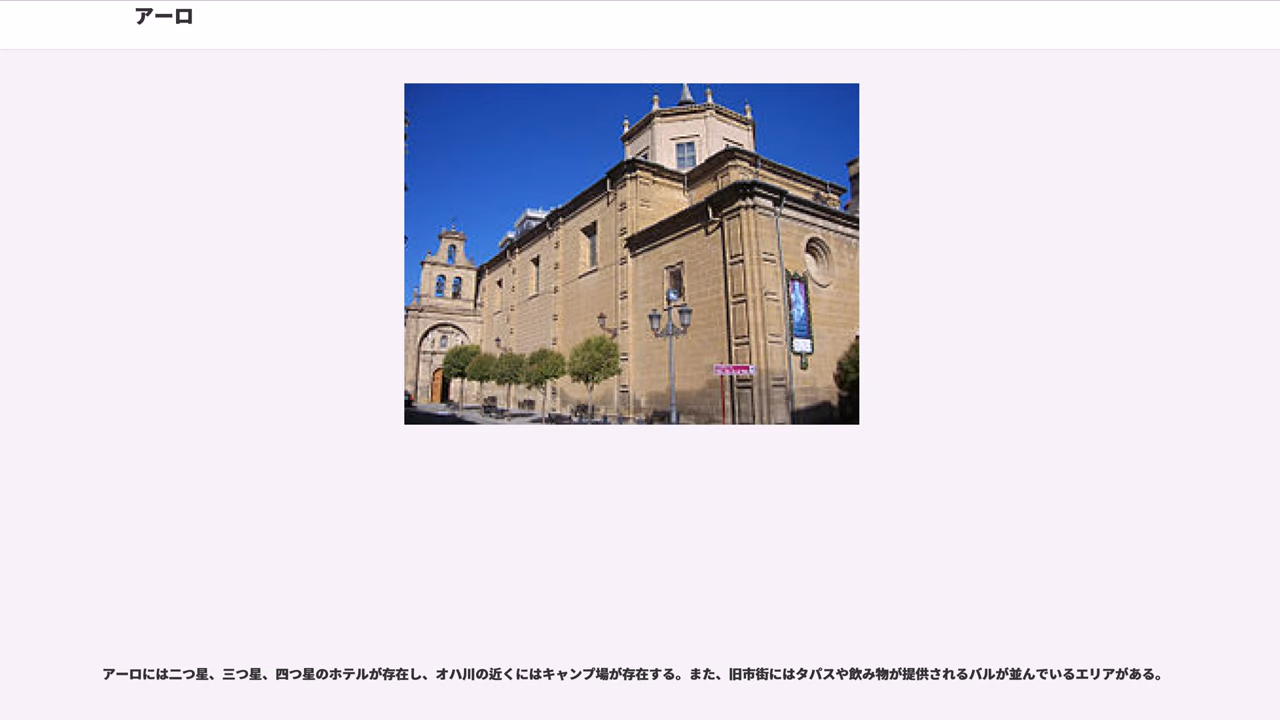 アーロ
アーロには二つ星、三つ星、四つ星のホテルが存在し、オハ川の近くにはキャンプ場が存在する。また、旧市街にはタパスや飲み物が提供されるバルが並んでいるエリアがある。